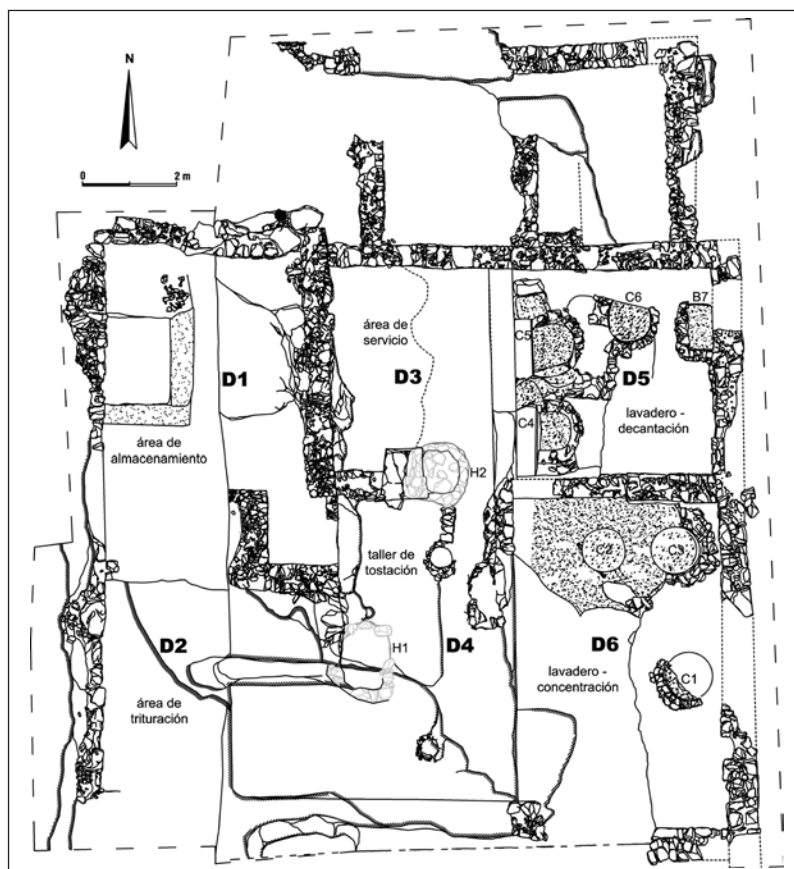 N
0 2 m
C6
B7
área de
servicio
C5
D1
D3
D5
C4
lavadero -
decantación
área de
almacenamiento
H2
taller de
tostación
C2
C3
D2
H1
D4
D6
lavadero -
concentración
C1
área de
trituración